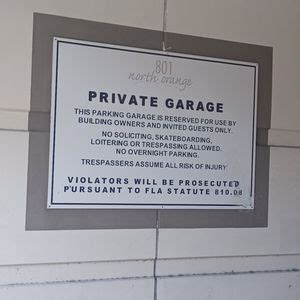 801
north orange
PRIVATE GARAGE
THIS PARKING GARAGE IS RESERVED FOR USE BY
BUILDING OWNERS AND INVITED GUESTS ONLY.
NO SOLICITING, SKATEBOARDING,
LOITERING OR TRESPASSING ALLOWED.
NO OVERNIGHT PARKING.
TRESPASSERS ASSUME ALL RISK OF INJURY
VIOLATORS WILL BE PROSECUTED
PURSUANT TO FLA STATUTE 810.08